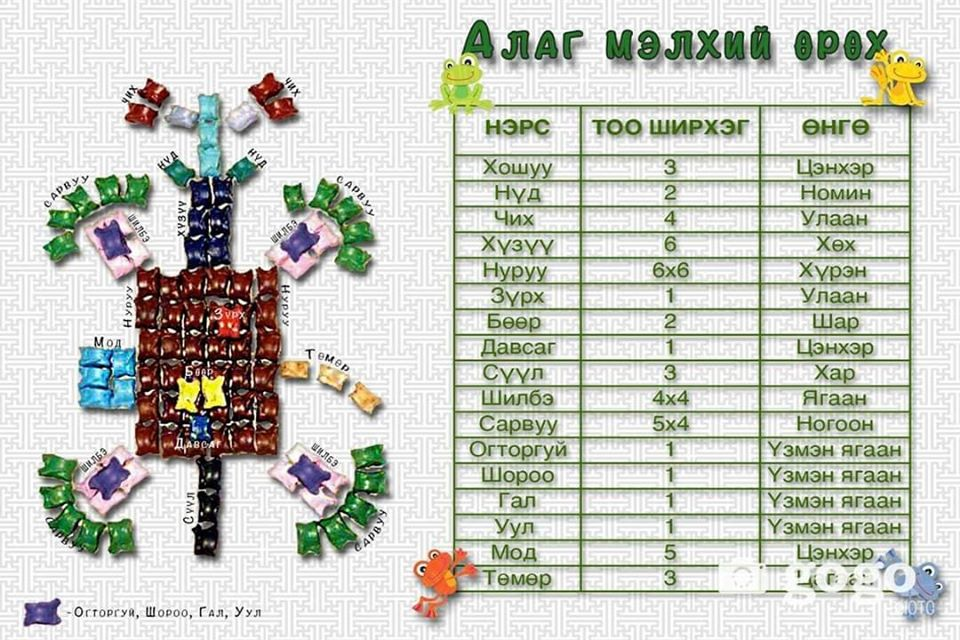 Алаг мэлхий өрөх
чих
чих
нүд
нүд
сарвуу
шилбэ
хүзүү
шилбэ
сарвуу
Нуруу
Нуруу
Зүрх
Мод
Төмөр
Бөөр
Давсаг
шилбэ
сарвуу
Сүүл
шилбэ
сарвуу
-Огторгуй, Шороо, Гал, Уул
НЭРС ТОО ШИРХЭГ ӨНГӨ
Хошуу 3 Цэнхэр
Нүд 2 Номин
Чих 4 Улаан
Хүзүү 6 Хөх
Нуруу 6x6 Хүрэн
Зүрх 1 Улаан
Бөөр 2 Шар
Давсаг 1 Цэнхэр
Сүүл 3 Хар
Шилбэ 4x4 Ягаан
Сарвуу 5x4 Ногоон
Огторгуй 1 Үзмэн ягаан
Шороо 1 Үзмэн ягаан
Гал 1 Үзмэн ягаан
Уул 1 Үзмэн ягаан
Мод 5 Цэнхэр
Төмөр 3
gogo
PHOTO